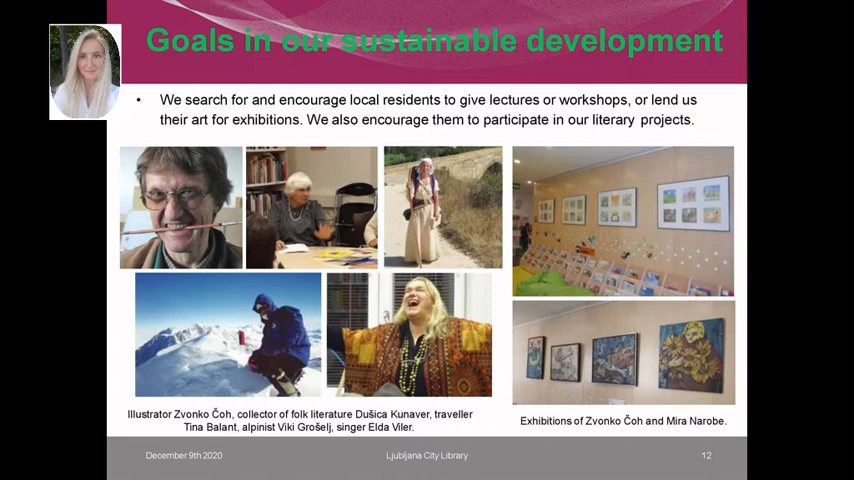 Goals in our sustainable development
• We search for and encourage local residents to give lectures or workshops, or lend us
their art for exhibitions. We also encourage them to participate in our literary projects.
Illustrator Zvonko Čoh, collector of folk literature Dušica Kunaver, traveller
Tina Balant, alpinist Viki Grošelj, singer Elda Viler.
Exhibitions of Zvonko Čoh and Mira Narobe.
December 9th 2020
Ljubljana City Library
12